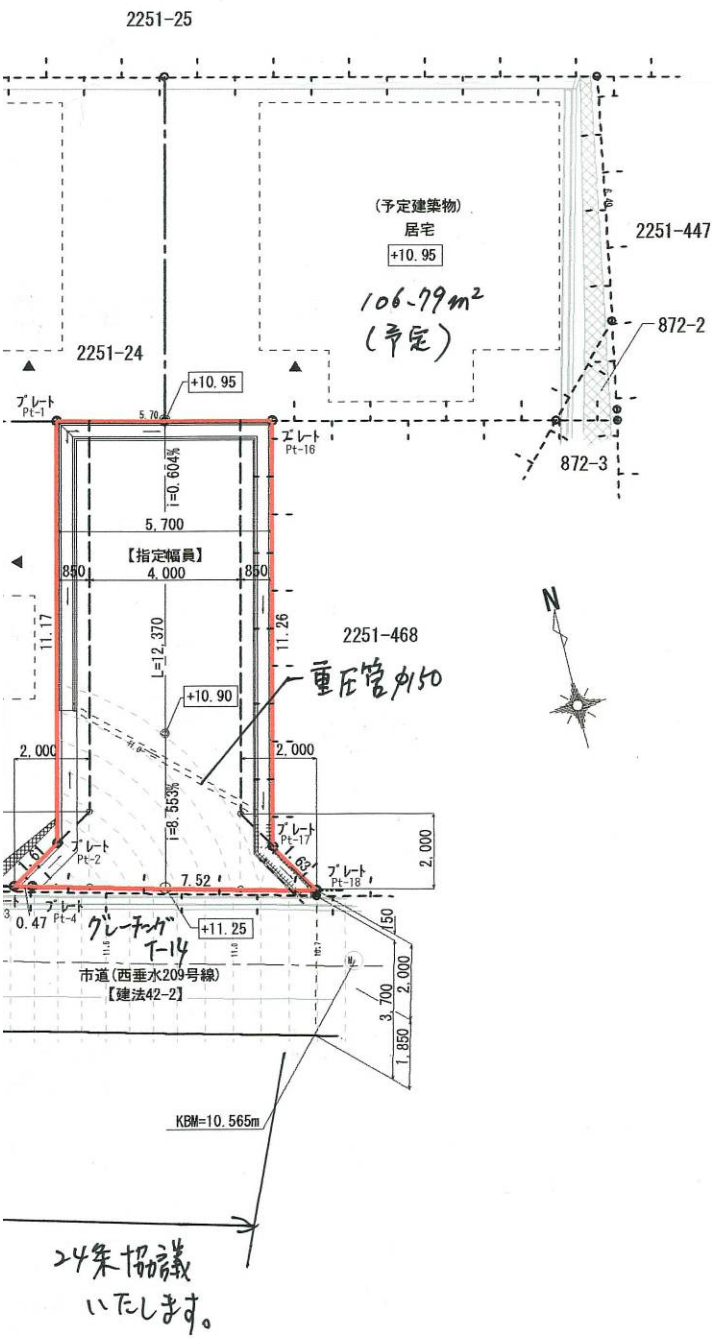 2251-25
(予定建築物)
居宅
+10.95
106.79m²
(予定)
2251-447
872-2
872-3
2251-24
+10.95
プレート
Pt-1
5.70
プレート
Pt-16
i=0.604%
5.700
【指定幅員】
850
4.000
850
11.17
L=12.370
11.26
2251-468
N
重圧管φ150
+10.90
2.000
2.000
i=8.553%
2.000
プレート
Pt-17
1.61
プレート
Pt-2
1.63
プレート
Pt-18
7.52
3
0.47
プレート
Pt-4
グレーチング
T-14
+11.25
市道(西垂水209号線)
【建法42-2】
150
2.000
3.700
1.850
KBM=10.565m
24条協議
いたします。